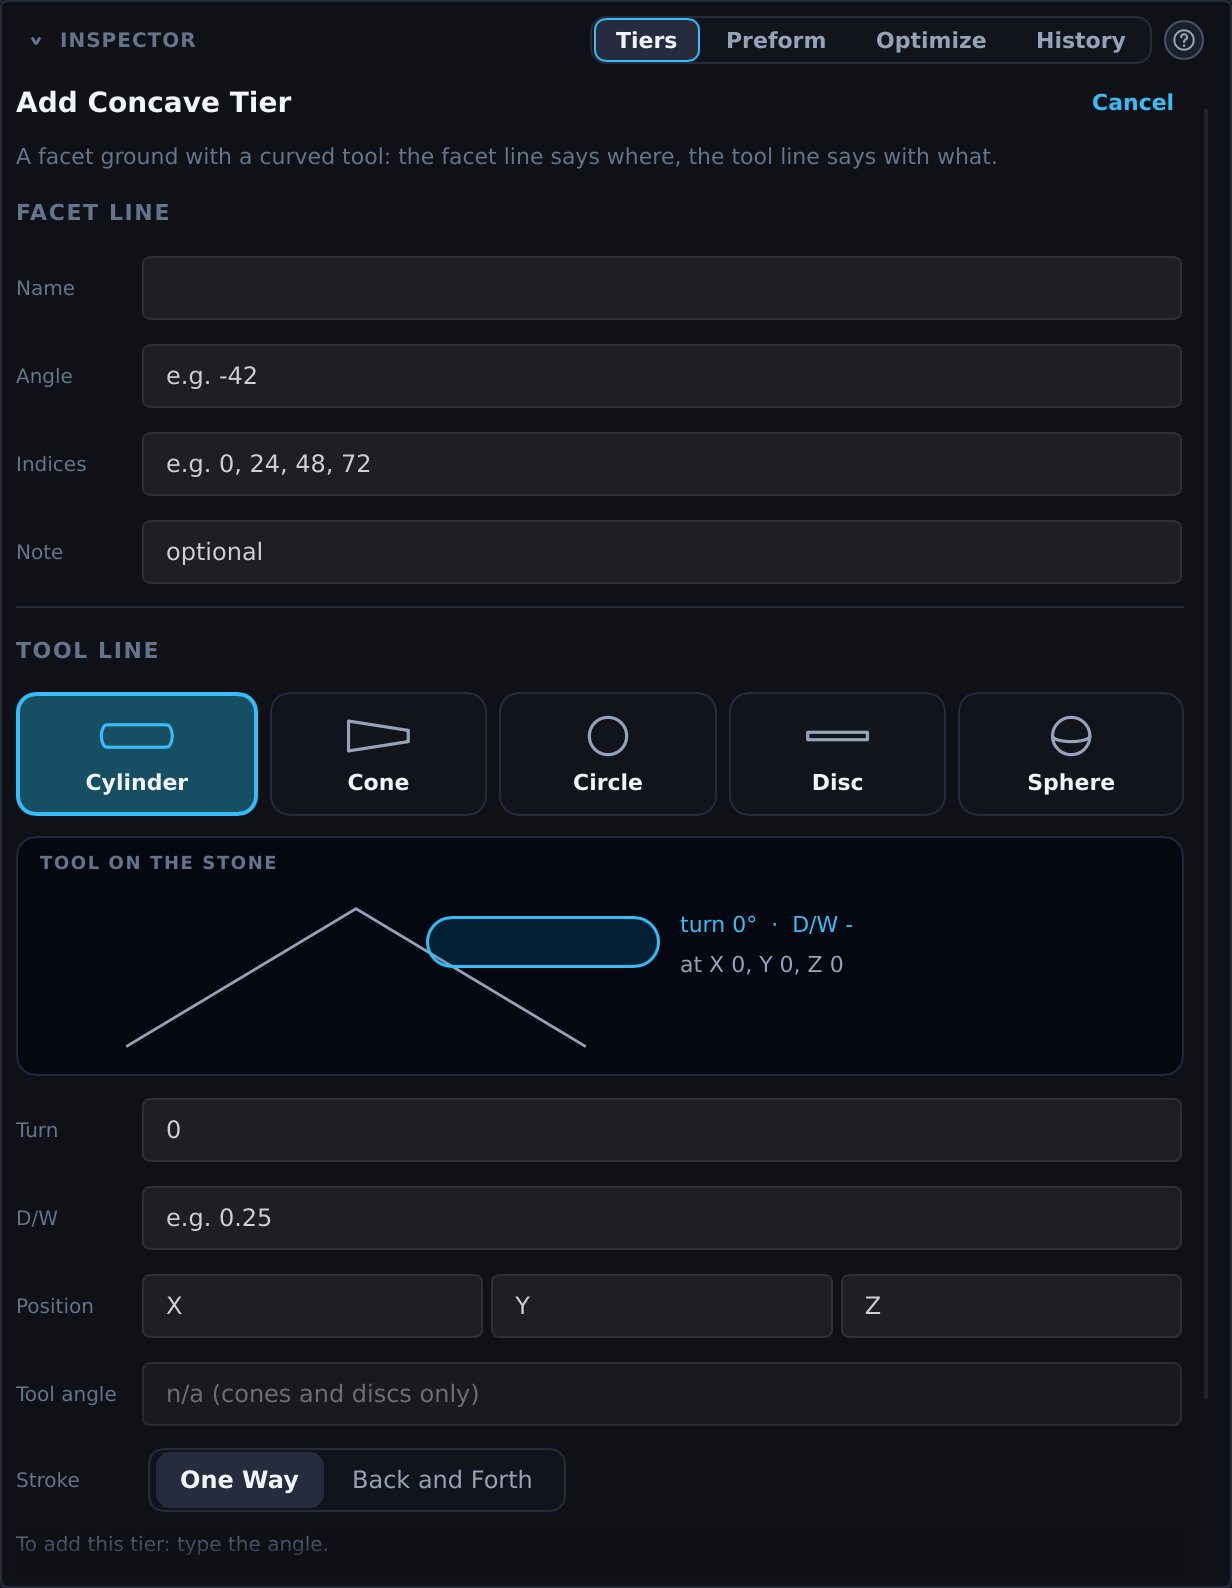 INSPECTOR
Tiers Preform Optimize History
Add Concave Tier
Cancel
A facet ground with a curved tool: the facet line says where, the tool line says with what.
FACET LINE
Name
Angle e.g. -42
Indices e.g. 0, 24, 48, 72
Note optional
TOOL LINE
Cylinder Cone Circle Disc Sphere
TOOL ON THE STONE
turn 0° · D/W -
at X 0, Y 0, Z 0
Turn 0
D/W e.g. 0.25
Position X Y Z
Tool angle n/a (cones and discs only)
Stroke One Way Back and Forth
To add this tier: type the angle.